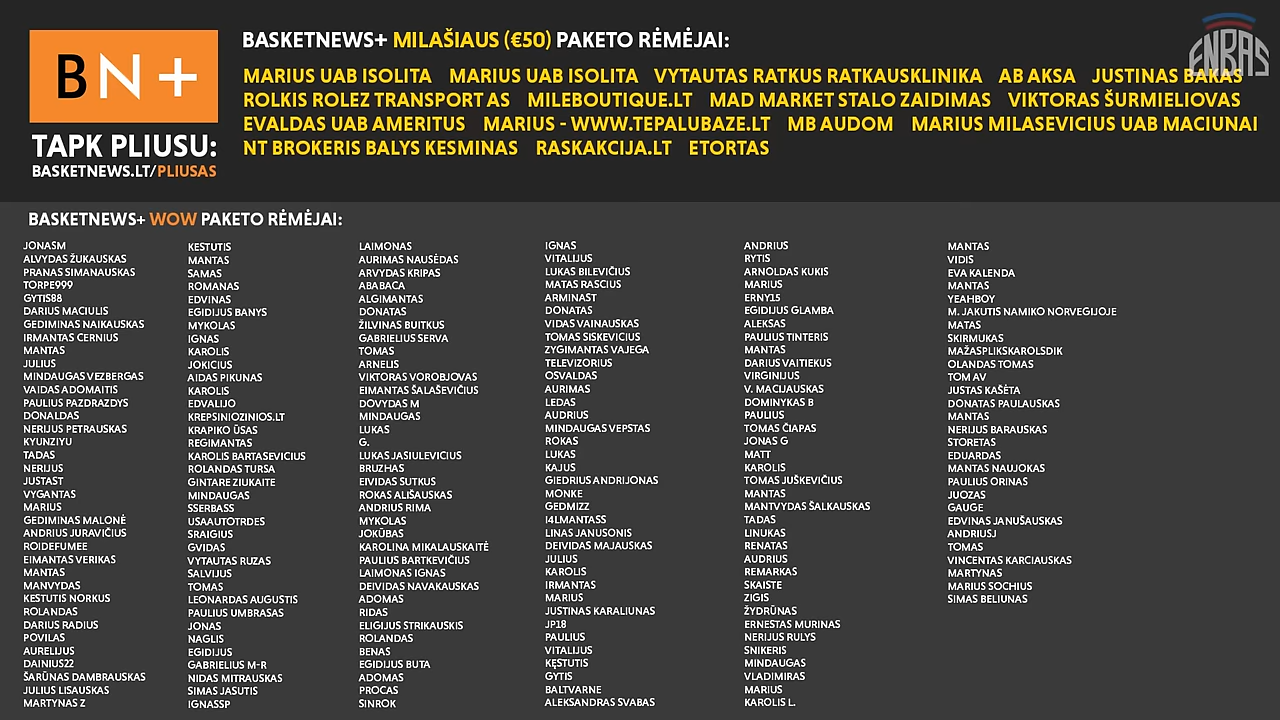 BN+
TAPK PLIUSU:
BASKETNEWS.LT/PLIUSAS
BASKETNEWS+ MILAŠIAUS (€50) PAKETO RĖMĖJAI:
MARIUS UAB ISOLITA MARIUS UAB ISOLITA VYTAUTAS RATKUS RATKAUSKLINIKA AB AKSA JUSTINAS BAKAS
ROLKIS ROLEZ TRANSPORT AS MILEBOUTIQUE.LT MAD MARKET STALO ZAIDIMAS VIKTORAS ŠURMIELIOVAS
EVALDAS UAB AMERITUS MARIUS - WWW.TEPALUBAZE.LT MB AUDOM MARIUS MILASEVICIUS UAB MACIUNAI
NT BROKERIS BALYS KESMINAS RASKAKCIJA.LT ETORTAS
ENBAS
BASKETNEWS+ WOW PAKETO RĖMĖJAI:
JONASM
ALVYDAS ŽUKAUSKAS
PRANAS SIMANAUSKAS
TORPE999
GYTIS88
DARIUS MACIULIS
GEDIMINAS NAIKAUSKAS
IRMANTAS CERNIUS
MANTAS
JULIUS
MINDAUGAS VEZBERGAS
VAIDAS ADOMAITIS
PAULIUS PAZDRAZDYS
DONALDAS
NERIJUS PETRAUSKAS
KYUNZIYU
TADAS
NERIJUS
JUSTAST
VYGANTAS
MARIUS
GEDIMINAS MALONĖ
ANDRIUS JURAVIČIUS
ROIDEFUMEE
EIMANTAS VERIKAS
MANTAS
MANVYDAS
KESTUTIS NORKUS
ROLANDAS
DARIUS RADIUS
POVILAS
AURELIJUS
DAINIUS22
ŠARŪNAS DAMBRAUSKAS
JULIUS LISAUSKAS
MARTYNAS Z
KESTUTIS
MANTAS
SAMAS
ROMANAS
EDVINAS
EGIDIJUS BANYS
MYKOLAS
IGNAS
KAROLIS
JOKICIUS
AIDAS PIKUNAS
KAROLIS
EDVALIJO
KREPSINIOZINIOS.LT
KRAPIKO ŪSAS
REGIMANTAS
KAROLIS BARTASEVICIUS
ROLANDAS TURSA
GINTARE ZIUKAITE
MINDAUGAS
SSERBASS
USAAUTOTRDES
SRAIGIUS
GVIDAS
VYTAUTAS RUZAS
SALVIJUS
TOMAS
LEONARDAS AUGUSTIS
PAULIUS UMBRASAS
JONAS
NAGLIS
EGIDIJUS
GABRIELIUS M-R
NIDAS MITRAUSKAS
SIMAS JASUTIS
IGNASSP
LAIMONAS
AURIMAS NAUSĖDAS
ARVYDAS KRIPAS
ABABACA
ALGIMANTAS
DONATAS
ŽILVINAS BUITKUS
GABRIELIUS SERVA
TOMAS
ARNELIS
VIKTORAS VOROBJOVAS
EIMANTAS ŠALAŠEVIČIUS
DOVYDAS M
MINDAUGAS
LUKAS
G.
LUKAS JASIULEVICIUS
BRUZHAS
EIVIDAS SUTKUS
ROKAS ALIŠAUSKAS
ANDRIUS RIMA
MYKOLAS
JOKŪBAS
KAROLINA MIKALAUSKAITĖ
PAULIUS BARTKEVIČIUS
LAIMONAS IGNAS
DEIVIDAS NAVAKAUSKAS
ADOMAS
RIDAS
ELIGIJUS STRIKAUSKIS
ROLANDAS
BENAS
EGIDIJUS BUTA
ADOMAS
PROCAS
SINROK
IGNAS
VITALIJUS
LUKAS BILEVIČIUS
MATAS RASCIUS
ARMINAST
DONATAS
VIDAS VAINAUSKAS
TOMAS SISKEVICIUS
ZYGIMANTAS VAJEGA
TELEVIZORIUS
OSVALDAS
AURIMAS
LEDAS
AUDRIUS
MINDAUGAS VEPSTAS
ROKAS
LUKAS
KAJUS
GIEDRIUS ANDRIJONAS
MONKE
GEDMIZZ
I4LMANTASS
LINAS JANUSONIS
DEIVIDAS MAJAUSKAS
JULIUS
KAROLIS
IRMANTAS
MARIUS
JUSTINAS KARALIUNAS
JP18
PAULIUS
VITALIJUS
KĘSTUTIS
GYTIS
BALTVARNE
ALEKSANDRAS SVABAS
ANDRIUS
RYTIS
ARNOLDAS KUKIS
MARIUS
ERNY15
EGIDIJUS GLAMBA
ALEKSAS
PAULIUS TINTERIS
MANTAS
DARIUS VAITIEKUS
VIRGINIJUS
V. MACIJAUSKAS
DOMINYKAS B
PAULIUS
TOMAS ČIAPAS
JONAS G
MATT
KAROLIS
TOMAS JUŠKEVIČIUS
MANTAS
MANTVYDAS ŠALKAUSKAS
TADAS
LINUKAS
RENATAS
AUDRIUS
REMARKAS
SKAISTE
ZIGIS
ŽYDRŪNAS
ERNESTAS MURINAS
NERIJUS RULYS
SNIKERIS
MINDAUGAS
VLADIMIRAS
MARIUS
KAROLIS L.
MANTAS
VIDIS
EVA KALENDA
MANTAS
YEAHBOY
M. JAKUTIS NAMIKO NORVEGIJOJE
MATAS
SKIRMUKAS
MAŽASPLIKSKAROLSDIK
OLANDAS TOMAS
TOM AV
JUSTAS KAŠĖTA
DONATAS PAULAUSKAS
MANTAS
NERIJUS BARAUSKAS
STORETAS
EDUARDAS
MANTAS NAUJOKAS
PAULIUS ORINAS
JUOZAS
GAUGE
EDVINAS JANUŠAUSKAS
ANDRIUSJ
TOMAS
VINCENTAS KARCIAUSKAS
MARTYNAS
MARIUS SOCHIUS
SIMAS BELIUNAS